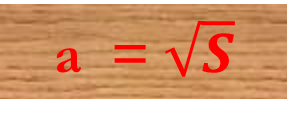 a = √S